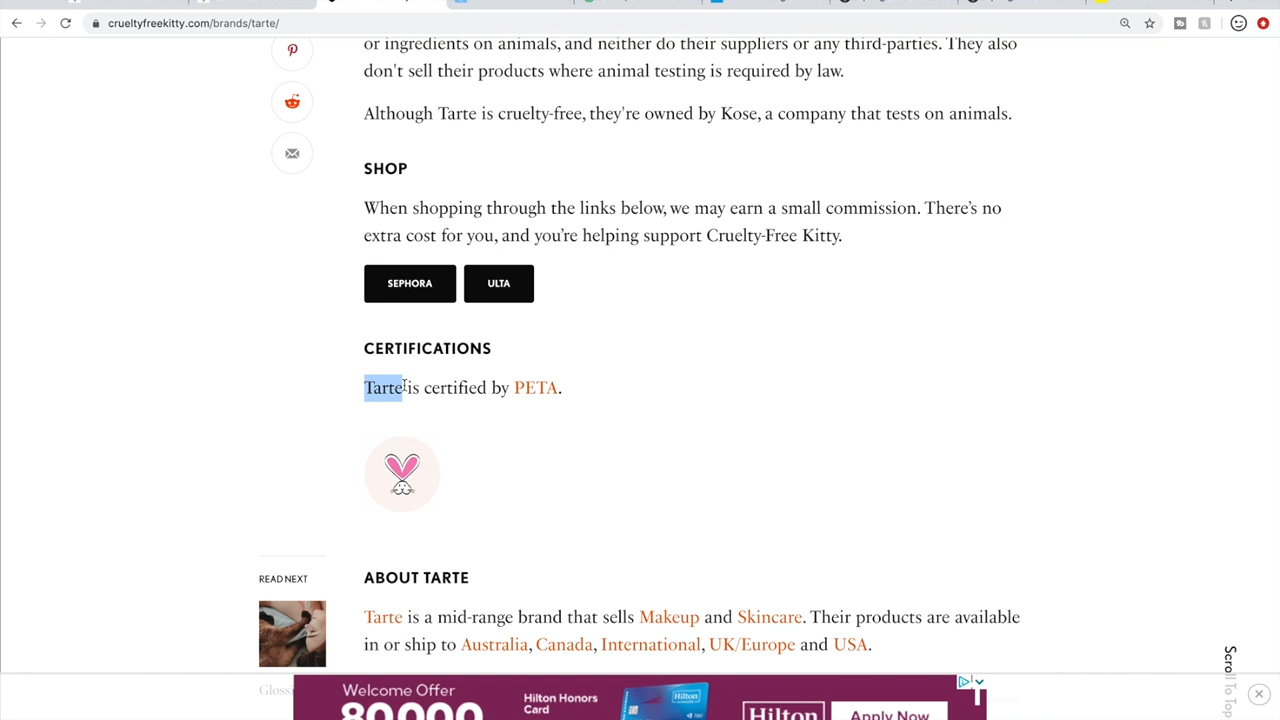 crueltyfreekitty.com/brands/tarte/
or ingredients on animals, and neither do their suppliers or any third-parties. They also
don't sell their products where animal testing is required by law.
Although Tarte is cruelty-free, they're owned by Kose, a company that tests on animals.
SHOP
When shopping through the links below, we may earn a small commission. There's no
extra cost for you, and you're helping support Cruelty-Free Kitty.
SEPHORA ULTA
CERTIFICATIONS
Tarte is certified by PETA.
READ NEXT
ABOUT TARTE
Tarte is a mid-range brand that sells Makeup and Skincare. Their products are available
in or ship to Australia, Canada, International, UK/Europe and USA.
Scroll To Top
Welcome Offer
80,000
Hilton Honors
Card
Hilton
Hilton
Apply Now